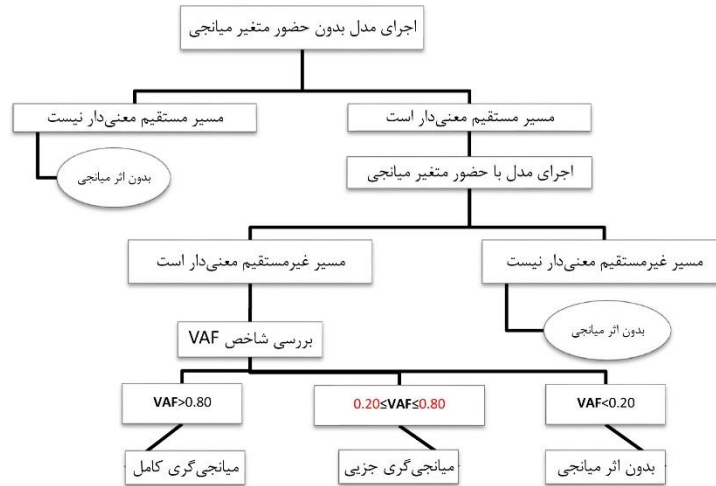 اجرای مدل بدون حضور متغیر میانجی
مسیر مستقیم معنی‌دار است
مسیر مستقیم معنی‌دار نیست
بدون اثر میانجی
اجرای مدل با حضور متغیر میانجی
مسیر غیرمستقیم معنی‌دار نیست
مسیر غیرمستقیم معنی‌دار است
بدون اثر میانجی
بررسی شاخص VAF
VAF<0.20
0.20≤VAF≤0.80
VAF>0.80
بدون اثر میانجی
میانجی‌گری جزیی
میانجی‌گری کامل